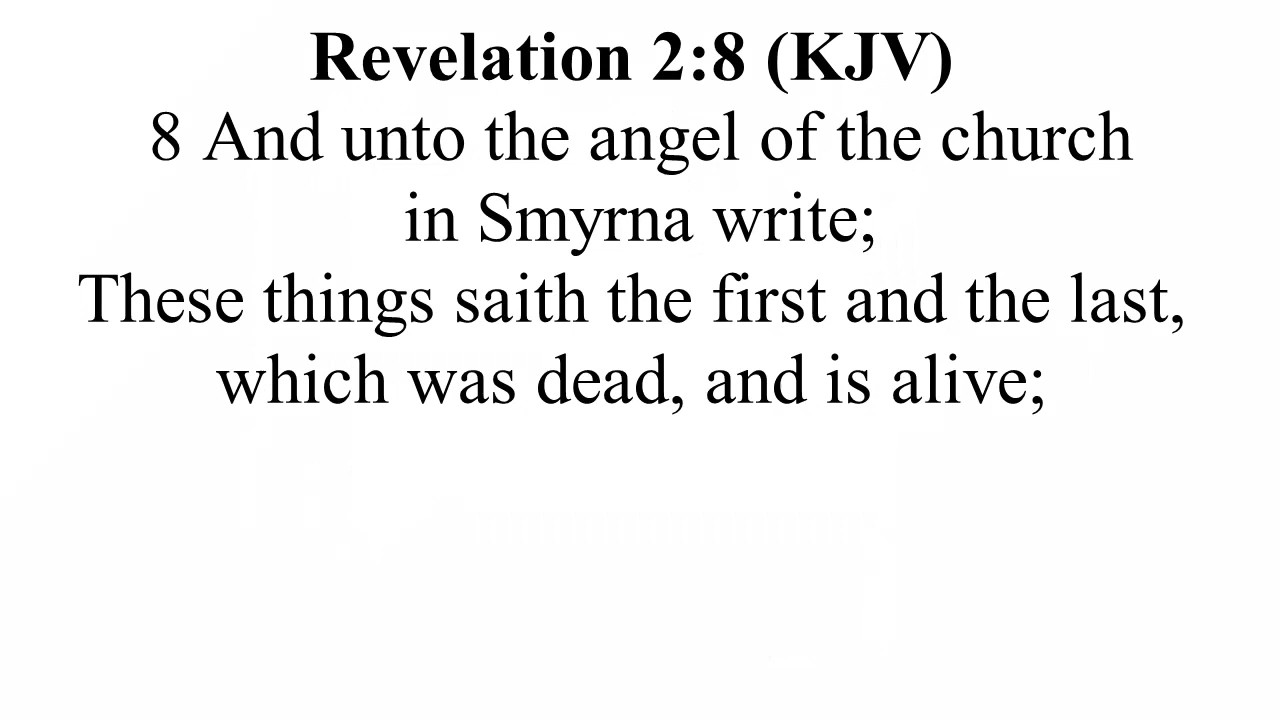 Revelation 2:8 (KJV)
8 And unto the angel of the church
in Smyrna write;
These things saith the first and the last,
which was dead, and is alive;